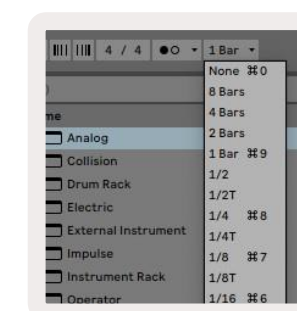 4 / 4
1 Bar
None ⌘0
8 Bars
4 Bars
2 Bars
1 Bar ⌘9
1/2
1/2T
1/4 ⌘8
1/4T
1/8 ⌘7
1/8T
1/16 ⌘6
me
Analog
Collision
Drum Rack
Electric
External Instrument
Impulse
Instrument Rack
Operator